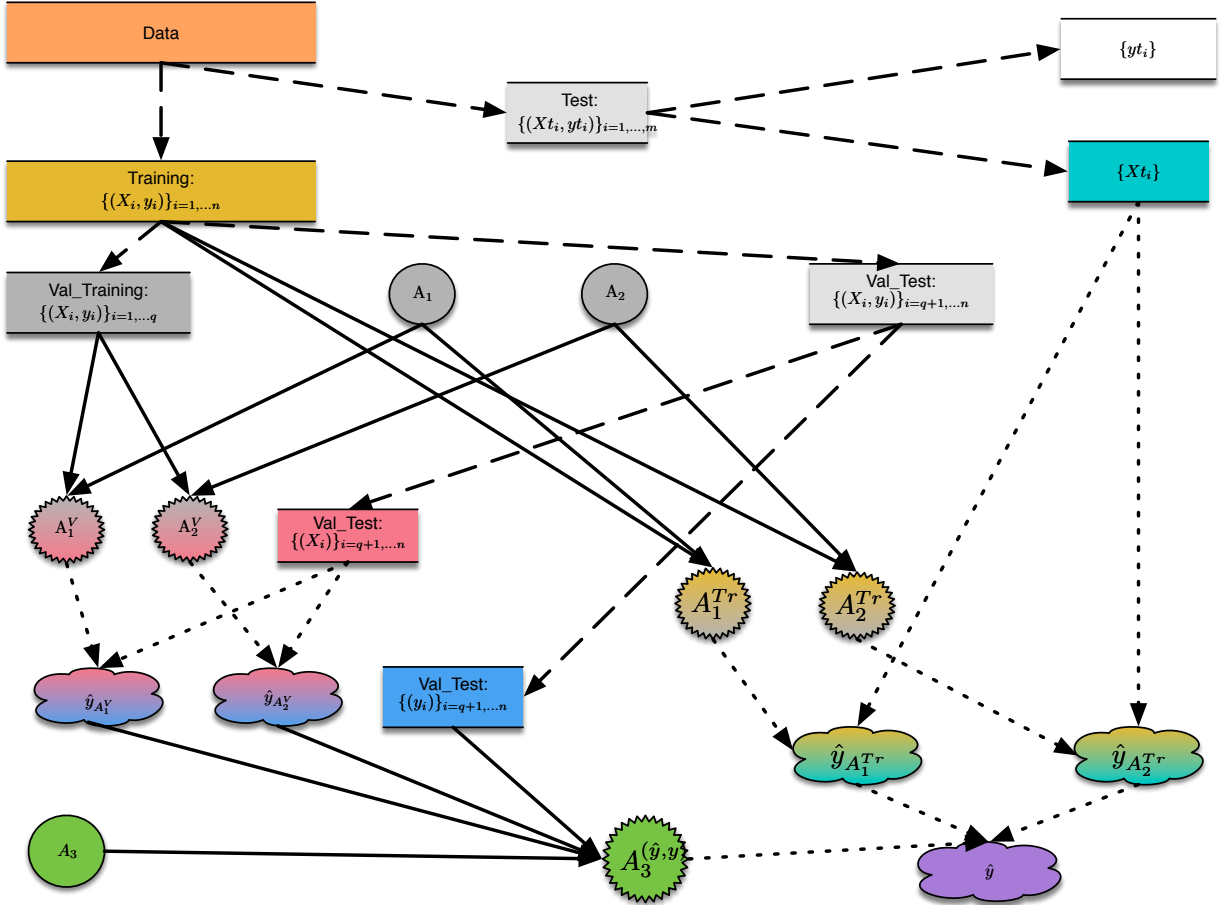 Data
{yt_i}
Test:
{(Xt_i, yt_i)}_{i=1,...,m}
{Xt_i}
Training:
{(X_i, y_i)}_{i=1,...n}
Val_Training:
{(X_i, y_i)}_{i=1,...q}
A_1
A_2
Val_Test:
{(X_i, y_i)}_{i=q+1,...n}
A_1^V
A_2^V
Val_Test:
{(X_i)}_{i=q+1,...n}
A_1^{Tr}
A_2^{Tr}
ŷ_{A_1^V}
ŷ_{A_2^V}
Val_Test:
{(y_i)}_{i=q+1,...n}
ŷ_{A_1^{Tr}}
ŷ_{A_2^{Tr}}
A_3
A_3^{(ŷ,y)}
ŷ